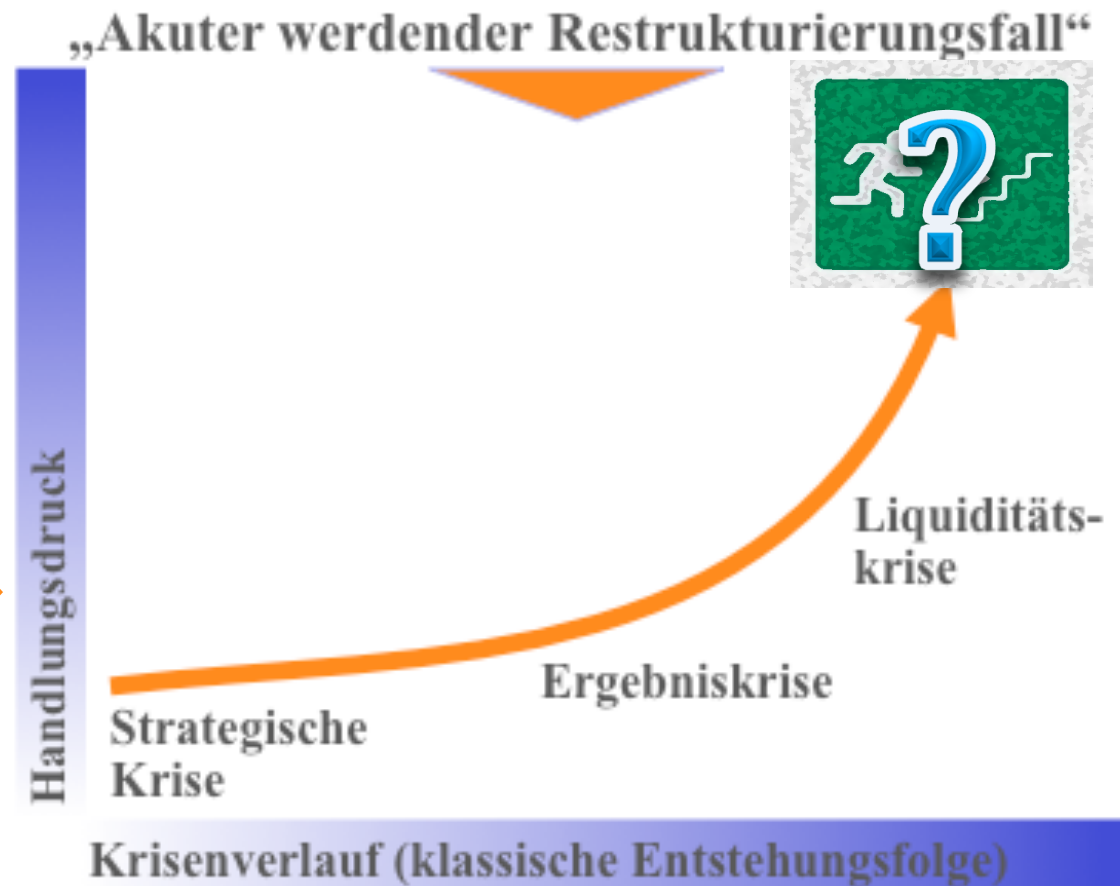 „Akuter werdender Restrukturierungsfall“
?
Handlungsdruck
Liquiditäts-
krise
Ergebniskrise
Strategische
Krise
Krisenverlauf (klassische Entstehungsfolge)